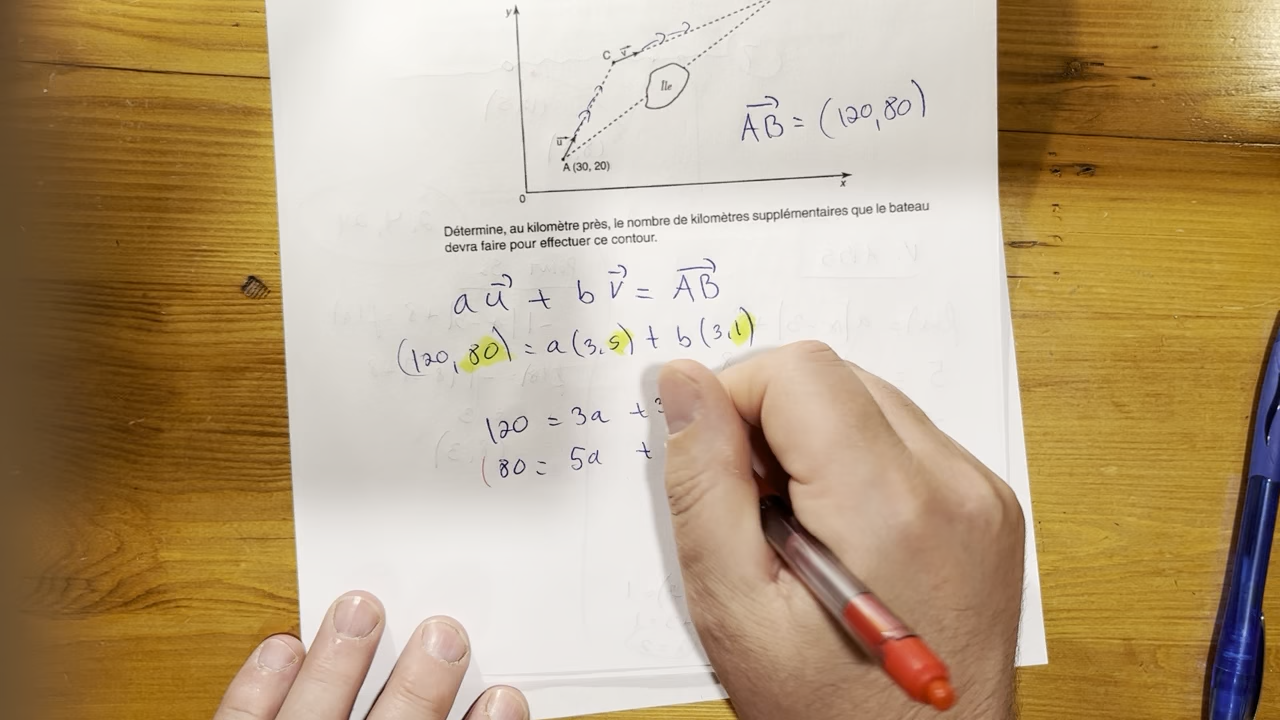 y
C v
Île
AB = (120, 80)
u
A (30, 20)
0
x
Détermine, au kilomètre près, le nombre de kilomètres supplémentaires que le bateau
devra faire pour effectuer ce contour.
a u + b v = AB
(120, 80) = a (3, 5) + b (3, 1)
120 = 3a + 3
(80 = 5a +